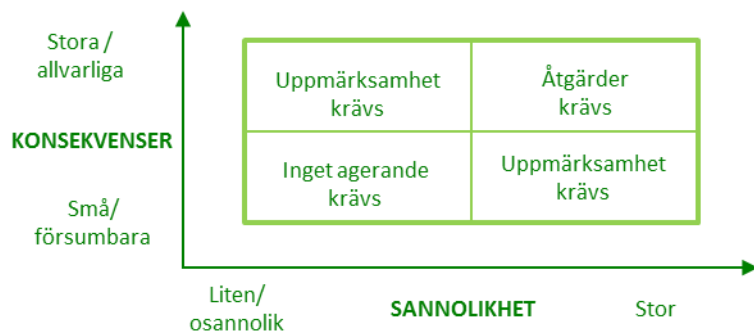 Stora /
allvarliga
Uppmärksamhet
krävs
Åtgärder
krävs
KONSEKVENSER
Inget agerande
krävs
Uppmärksamhet
krävs
Små/
försumbara
Liten/
osannolik
SANNOLIKHET
Stor